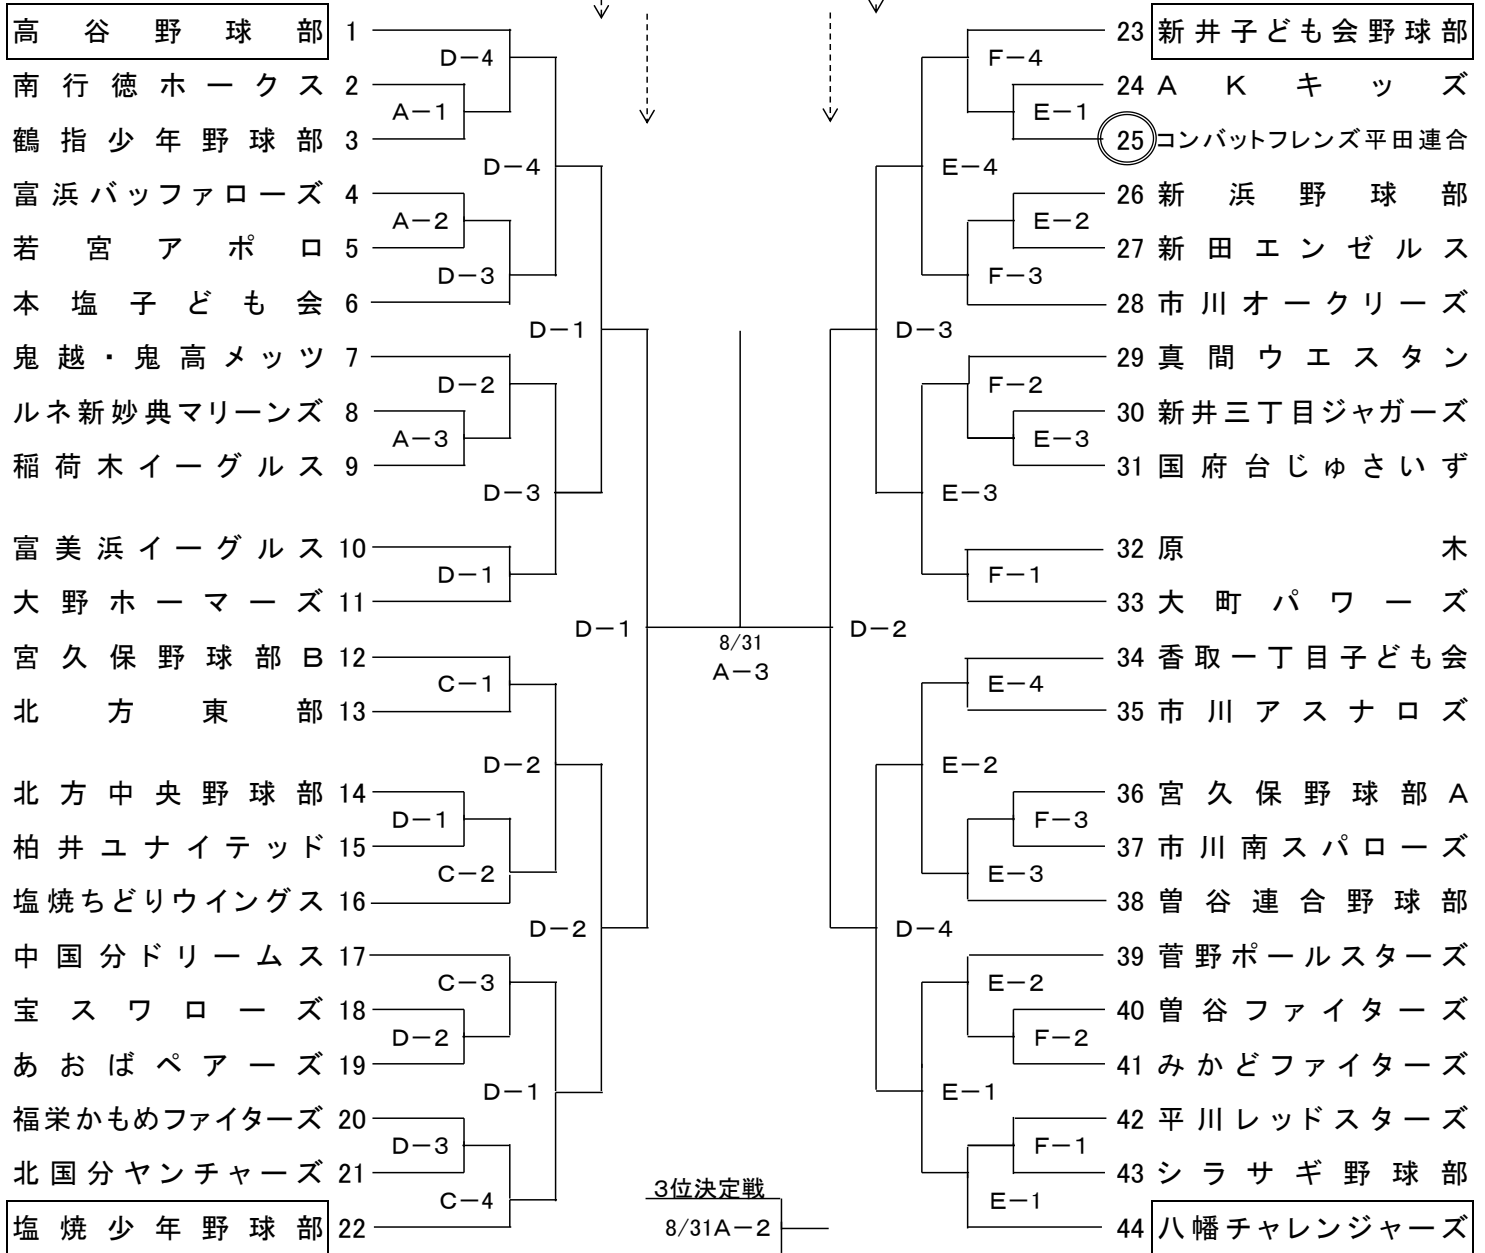 高谷野球部 1
D−4
南行徳ホークス 2
A−1
鶴指少年野球部 3
D−4
富浜バッファローズ 4
A−2
若宮アポロ 5
D−3
本塩子ども会 6
D−1
鬼越・鬼高メッツ 7
D−2
ルネ新妙典マリーンズ 8
A−3
稲荷木イーグルス 9
D−3
富美浜イーグルス 10
D−1
大野ホーマーズ 11
D−1
宮久保野球部B 12
C−1
北方東部 13
D−2
北方中央野球部 14
D−1
柏井ユナイテッド 15
C−2
塩焼ちどりウイングス 16
D−2
中国分ドリームス 17
C−3
宝スワローズ 18
D−2
あおばペアーズ 19
D−1
福栄かもめファイターズ 20
D−3
北国分ヤンチャーズ 21
C−4
塩焼少年野球部 22
8/31
A−3
3位決定戦
8/31A−2
23 新井子ども会野球部
F−4
24 AKキッズ
E−1
25 コンバットフレンズ平田連合
E−4
26 新浜野球部
E−2
27 新田エンゼルス
F−3
28 市川オークリーズ
D−3
29 真間ウエスタン
F−2
30 新井三丁目ジャガーズ
E−3
31 国府台じゅさいず
E−3
32 原木
F−1
33 大町パワーズ
D−2
34 香取一丁目子ども会
E−4
35 市川アスナロズ
E−2
36 宮久保野球部A
F−3
37 市川南スパローズ
E−3
38 曽谷連合野球部
D−4
39 菅野ポールスターズ
E−2
40 曽谷ファイターズ
F−2
41 みかどファイターズ
E−1
42 平川レッドスターズ
F−1
43 シラサギ野球部
E−1
44 八幡チャレンジャーズ